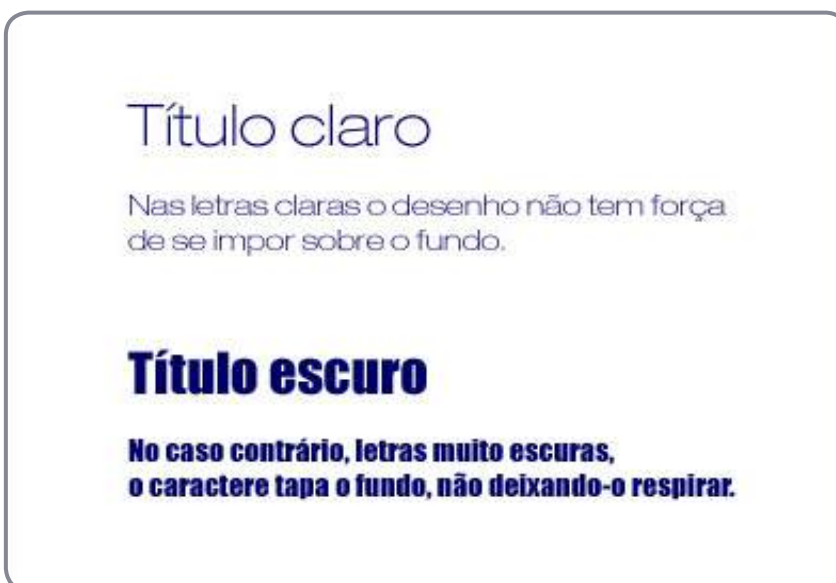 Título claro
Nas letras claras o desenho não tem força
de se impor sobre o fundo.
Título escuro
No caso contrário, letras muito escuras,
o caractere tapa o fundo, não deixando-o respirar.